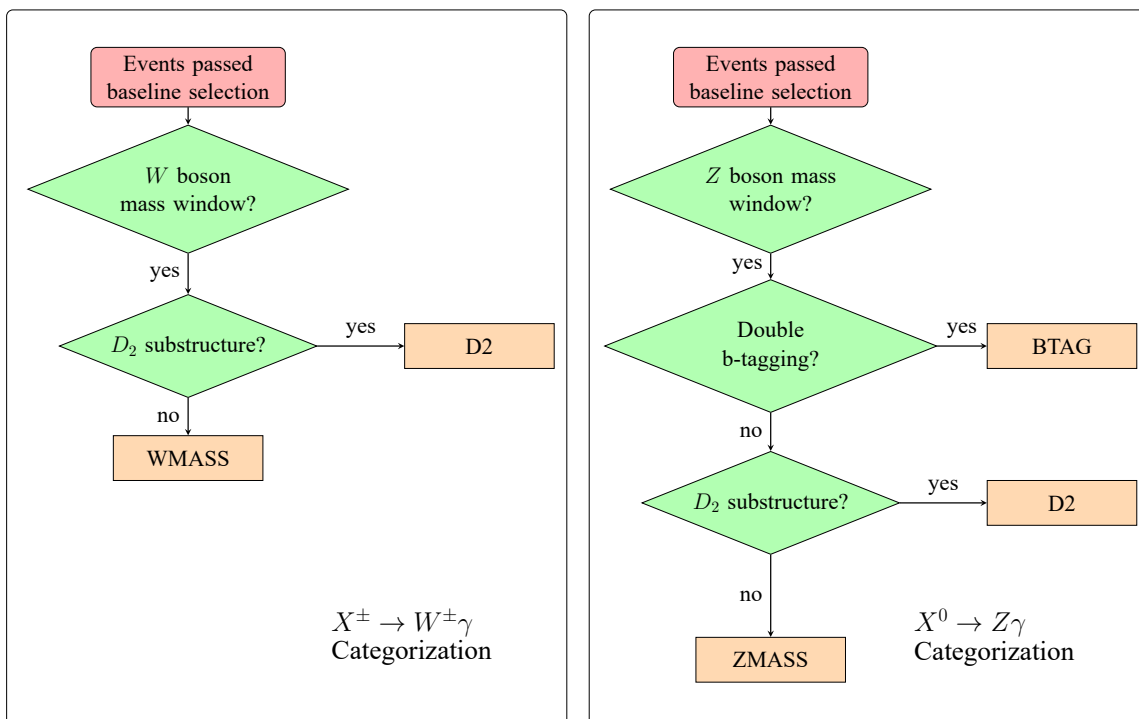 Events passed
baseline selection
W boson
mass window?
yes
D₂ substructure?
yes
D2
no
WMASS
X± → W±γ
Categorization
Events passed
baseline selection
Z boson mass
window?
yes
Double
b-tagging?
yes
BTAG
no
D₂ substructure?
yes
D2
no
ZMASS
X⁰ → Zγ
Categorization